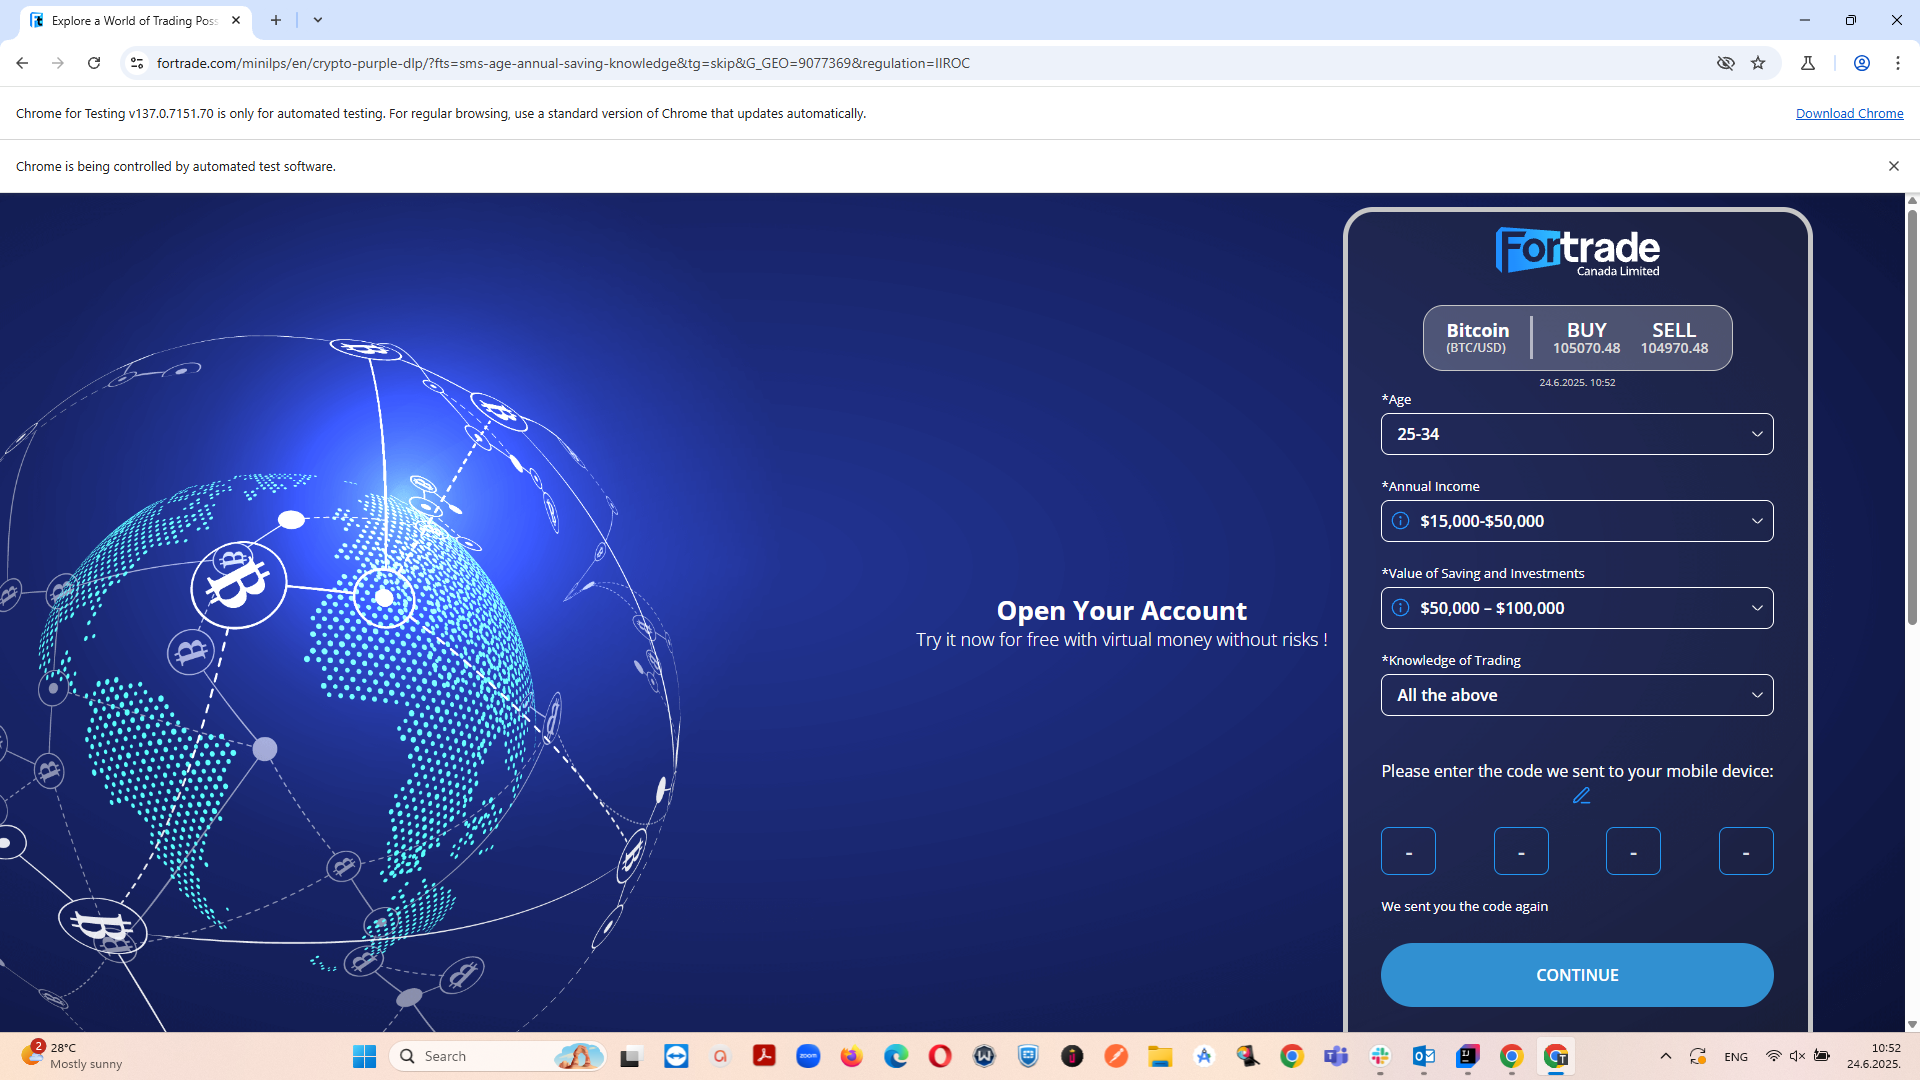 Explore a World of Trading Poss
fortrade.com/minilps/en/crypto-purple-dlp/?fts=sms-age-annual-saving-knowledge&tg=skip&G_GEO=9077369&regulation=IIROC
Chrome for Testing v137.0.7151.70 is only for automated testing. For regular browsing, use a standard version of Chrome that updates automatically.
Download Chrome
Chrome is being controlled by automated test software.
Fortrade
Canada Limited
Bitcoin
(BTC/USD)
BUY
105070.48
SELL
104970.48
24.6.2025. 10:52
*Age
25-34
*Annual Income
$15,000-$50,000
*Value of Saving and Investments
$50,000 – $100,000
*Knowledge of Trading
All the above
Open Your Account
Try it now for free with virtual money without risks !
Please enter the code we sent to your mobile device:
- - - -
We sent you the code again
CONTINUE
2
28°C
Mostly sunny
Search
zoom
ENG
10:52
24.6.2025.